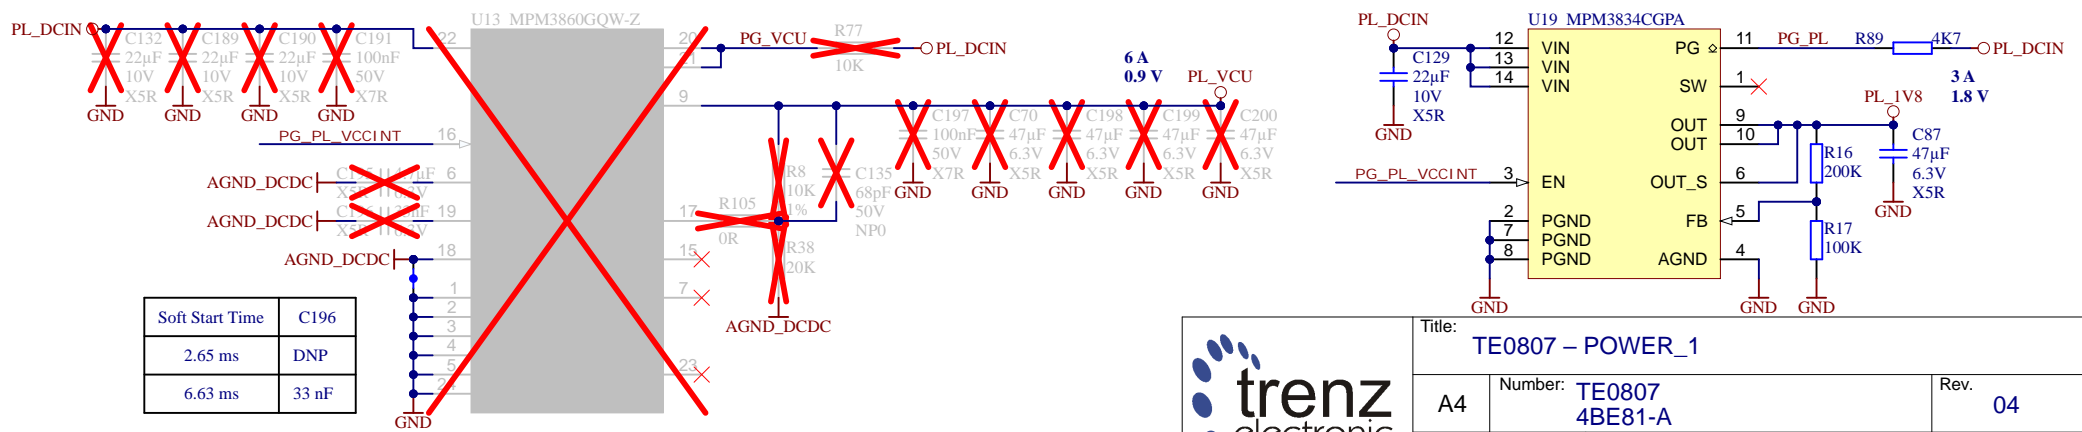 U13 MPM3860GQW-Z
PL_DCIN
C132
22µF
10V
X5R
GND
C189
22µF
10V
X5R
GND
C190
22µF
10V
X5R
GND
C191
100nF
50V
X7R
GND
22
PG_PL_VCCINT
16
AGND_DCDC
X5R
6
AGND_DCDC
X5R
19
AGND_DCDC
18
1
2
3
4
5
24
GND
20
21
PG_VCU
R77
10K
PL_DCIN
9
6 A
0.9 V
PL_VCU
C197
100nF
50V
X7R
GND
C70
47µF
6.3V
X5R
GND
C198
47µF
6.3V
X5R
GND
C199
47µF
6.3V
X5R
GND
C200
47µF
6.3V
X5R
GND
R8
10K
1%
C135
68pF
50V
NP0
17
R105
0R
R38
20K
AGND_DCDC
15
7
23
Soft Start Time C196
2.65 ms DNP
6.63 ms 33 nF
U19 MPM3834CGPA
PL_DCIN
C129
22µF
10V
X5R
GND
12 VIN
13 VIN
14 VIN
PG_PL_VCCINT
3 EN
2 PGND
7 PGND
8 PGND
GND
PG 11
PG_PL
R89 4K7
PL_DCIN
SW 1
3 A
1.8 V
PL_1V8
OUT 9
OUT 10
OUT_S 6
FB 5
AGND 4
GND
R16
200K
R17
100K
GND
C87
47µF
6.3V
X5R
GND
trenz
electronic
Title:
TE0807 – POWER_1
A4
Number: TE0807
4BE81-A
Rev.
04